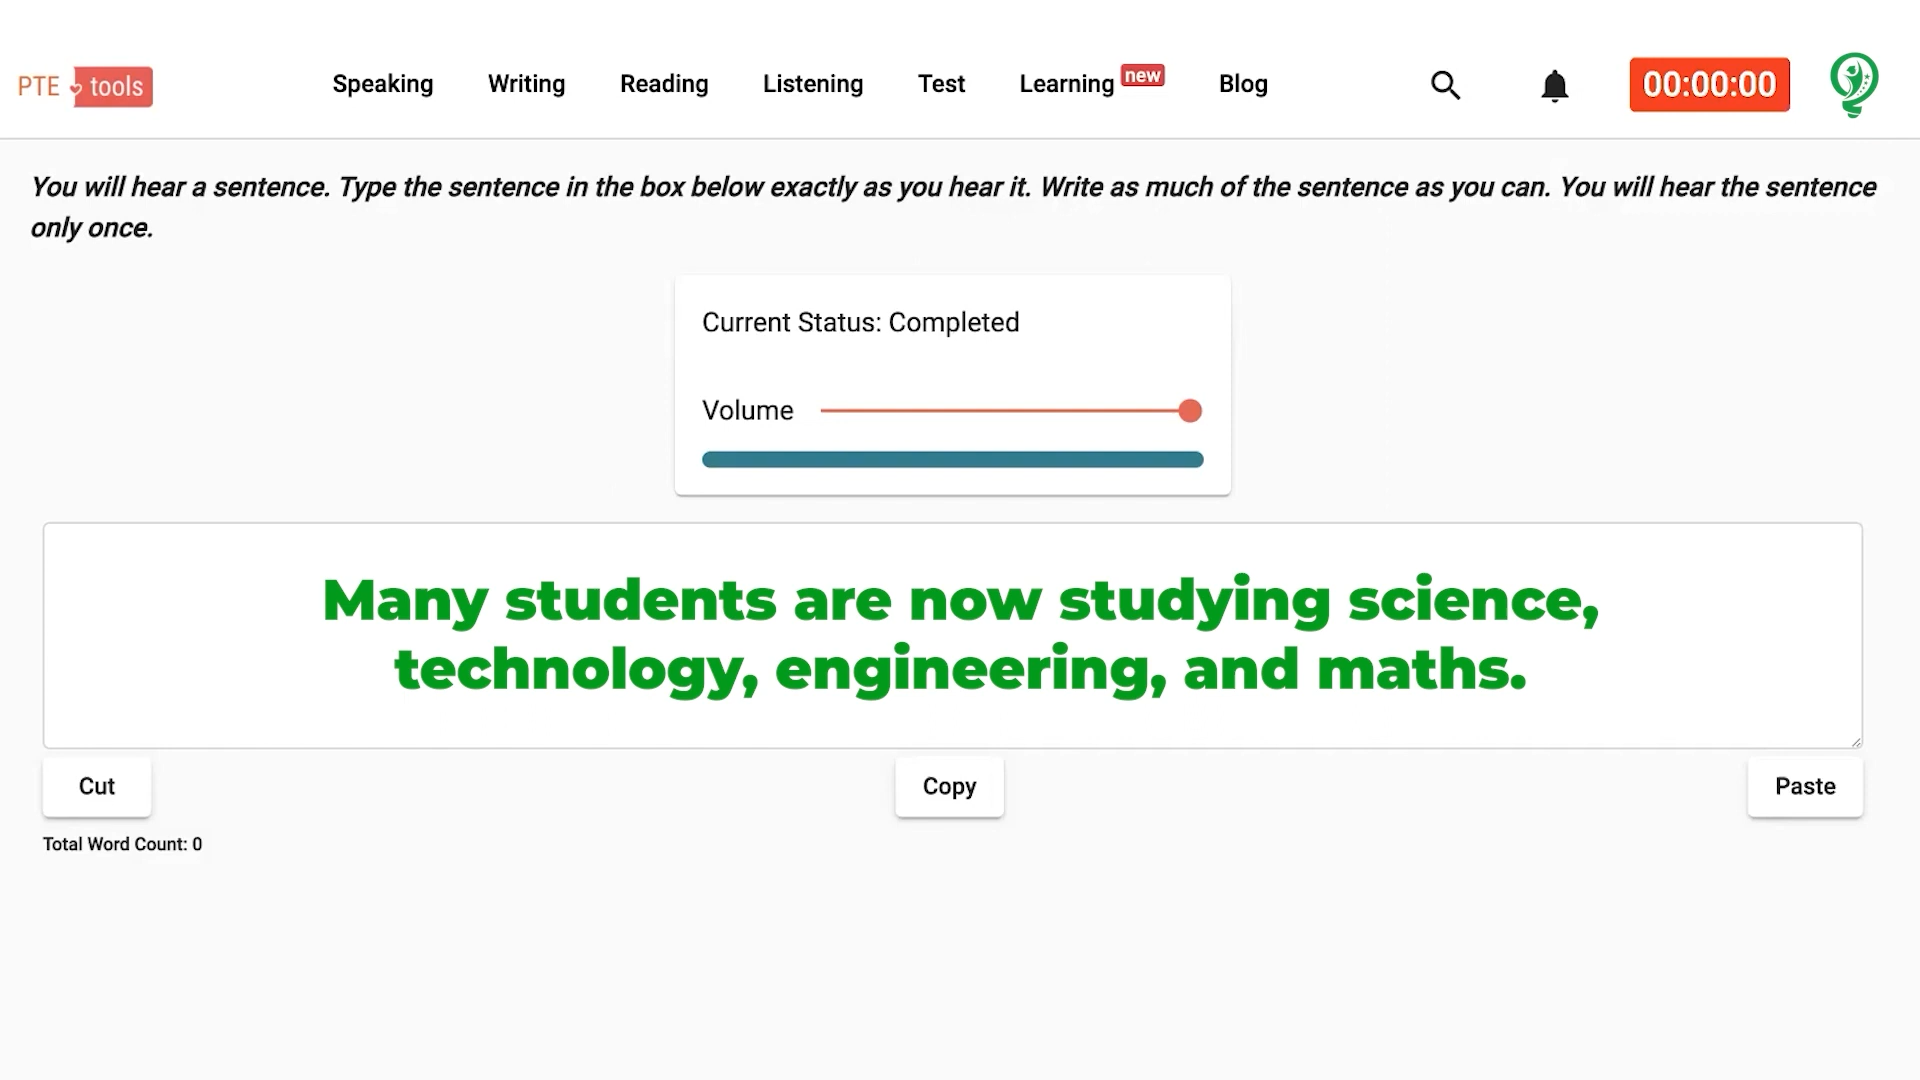 PTE tools
Speaking Writing Reading Listening Test Learning new Blog
00:00:00
You will hear a sentence. Type the sentence in the box below exactly as you hear it. Write as much of the sentence as you can. You will hear the sentence
only once.
Current Status: Completed
Volume
Many students are now studying science,
technology, engineering, and maths.
Cut Copy Paste
Total Word Count: 0